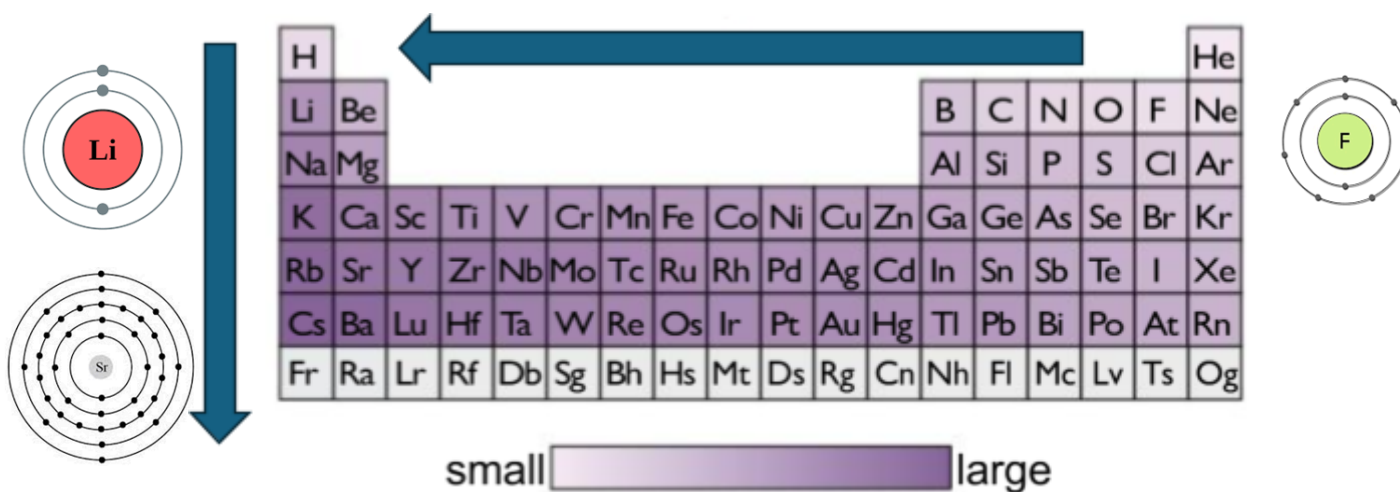 H He
Li Be B C N O F Ne
Na Mg Al Si P S Cl Ar
K Ca Sc Ti V Cr Mn Fe Co Ni Cu Zn Ga Ge As Se Br Kr
Rb Sr Y Zr Nb Mo Tc Ru Rh Pd Ag Cd In Sn Sb Te I Xe
Cs Ba Lu Hf Ta W Re Os Ir Pt Au Hg Tl Pb Bi Po At Rn
Fr Ra Lr Rf Db Sg Bh Hs Mt Ds Rg Cn Nh Fl Mc Lv Ts Og
Li
Sr
F
small large